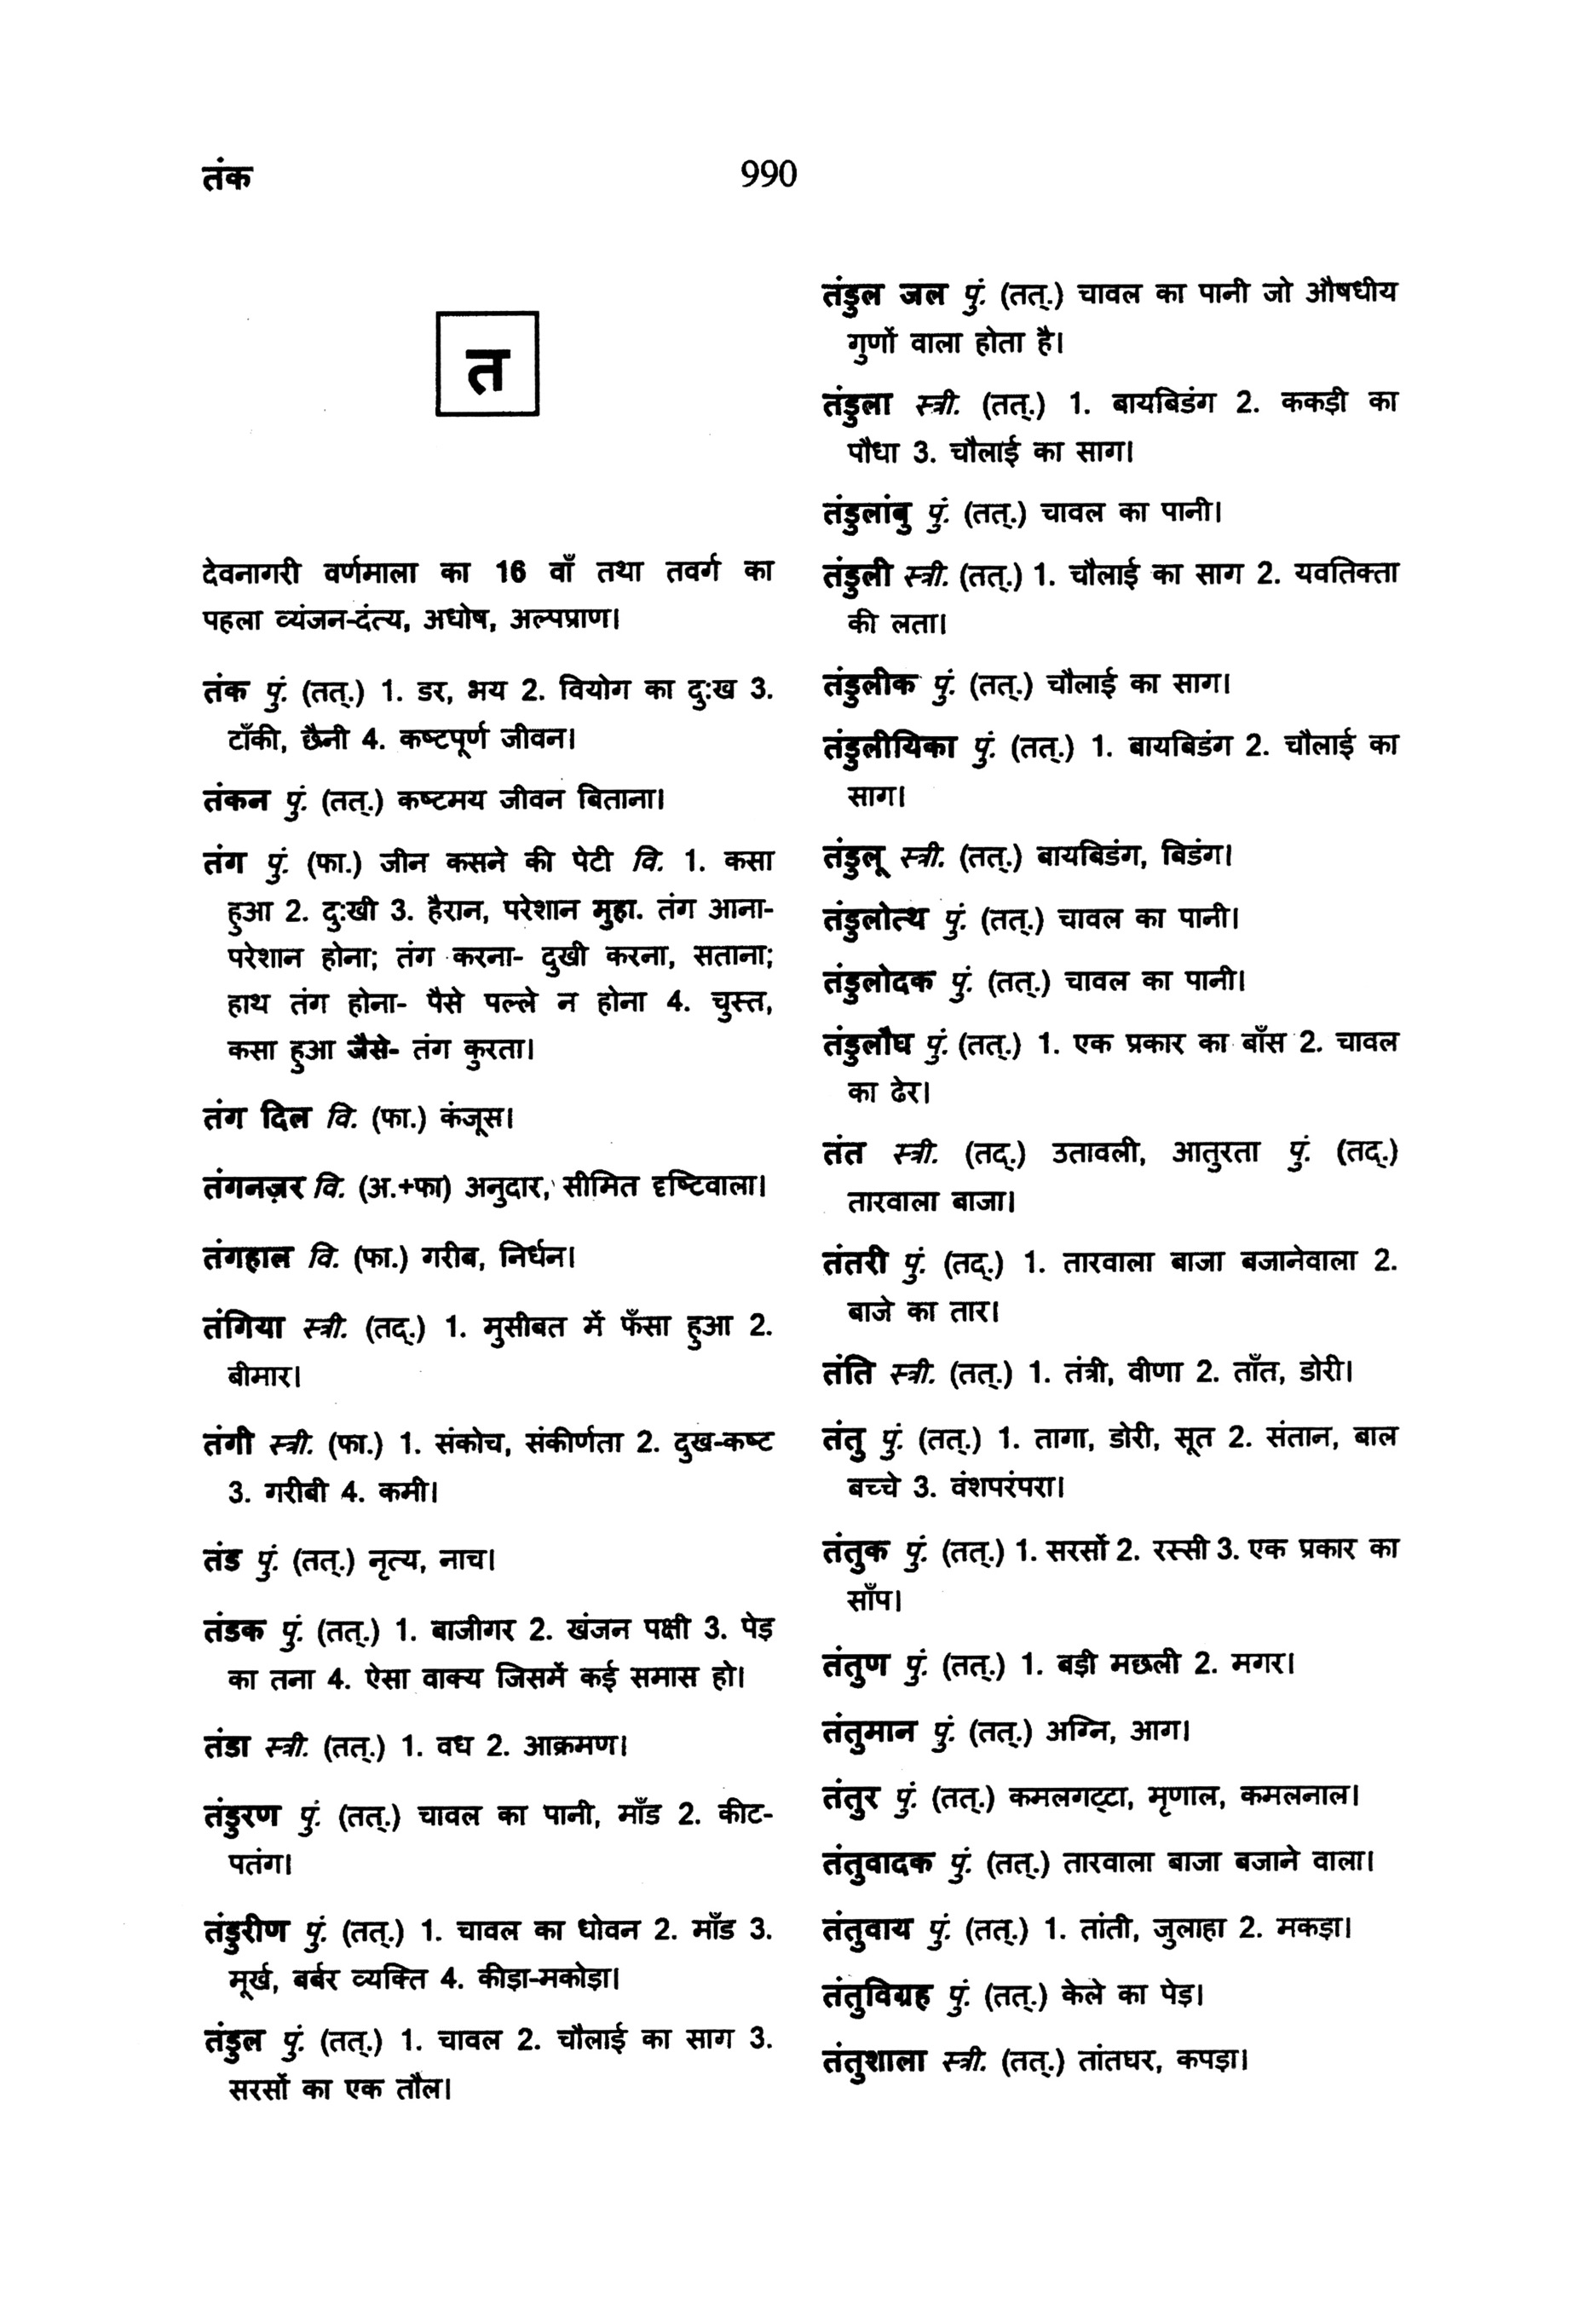 तंक
990
त
देवनागरी वर्णमाला का 16 वाँ तथा तवर्ग का
पहला व्यंजन-दंत्य, अघोष, अल्पप्राण।
तंक पुं. (तत्.) 1. डर, भय 2. वियोग का दुःख 3.
टाँकी, छैनी 4. कष्टपूर्ण जीवन।
तंकन पुं. (तत्.) कष्टमय जीवन बिताना।
तंग पुं. (फा.) जीन कसने की पेटी वि. 1. कसा
हुआ 2. दुःखी 3. हैरान, परेशान मुहा. तंग आना-
परेशान होना; तंग करना- दुखी करना, सताना;
हाथ तंग होना- पैसे पल्ले न होना 4. चुस्त,
कसा हुआ जैसे- तंग कुरता।
तंग दिल वि. (फा.) कंजूस।
तंगनज़र वि. (अ.+फा) अनुदार, सीमित दृष्टिवाला।
तंगहाल वि. (फा.) गरीब, निर्धन।
तंगिया स्त्री. (तद्.) 1. मुसीबत में फँसा हुआ 2.
बीमार।
तंगी स्त्री. (फा.) 1. संकोच, संकीर्णता 2. दुख-कष्ट
3. गरीबी 4. कमी।
तंड पुं. (तत्.) नृत्य, नाच।
तंडक पुं. (तत्.) 1. बाजीगर 2. खंजन पक्षी 3. पेड़
का तना 4. ऐसा वाक्य जिसमें कई समास हो।
तंडा स्त्री. (तत्.) 1. वध 2. आक्रमण।
तंडुरण पुं. (तत्.) चावल का पानी, माँड 2. कीट-
पतंग।
तंडुरीण पुं. (तत्.) 1. चावल का धोवन 2. माँड 3.
मूर्ख, बर्बर व्यक्ति 4. कीड़ा-मकोड़ा।
तंडुल पुं. (तत्.) 1. चावल 2. चौलाई का साग 3.
सरसों का एक तौल।
तंडुल जल पुं. (तत्.) चावल का पानी जो औषधीय
गुणों वाला होता है।
तंडुला स्त्री. (तत्.) 1. बायबिडंग 2. ककड़ी का
पौधा 3. चौलाई का साग।
तंडुलांबु पुं. (तत्.) चावल का पानी।
तंडुली स्त्री. (तत्.) 1. चौलाई का साग 2. यवतिक्ता
की लता।
तंडुलीक पुं. (तत्.) चौलाई का साग।
तंडुलीयिका पुं. (तत्.) 1. बायबिडंग 2. चौलाई का
साग।
तंडुलू स्त्री. (तत्.) बायबिडंग, बिडंग।
तंडुलोत्थ पुं. (तत्.) चावल का पानी।
तंडुलोदक पुं. (तत्.) चावल का पानी।
तंडुलौघ पुं. (तत्.) 1. एक प्रकार का बाँस 2. चावल
का ढेर।
तंत स्त्री. (तद्.) उतावली, आतुरता पुं. (तद्.)
तारवाला बाजा।
तंतरी पुं. (तद्.) 1. तारवाला बाजा बजानेवाला 2.
बाजे का तार।
तंति स्त्री. (तत्.) 1. तंत्री, वीणा 2. ताँत, डोरी।
तंतु पुं. (तत्.) 1. तागा, डोरी, सूत 2. संतान, बाल
बच्चे 3. वंशपरंपरा।
तंतुक पुं. (तत्.) 1. सरसों 2. रस्सी 3. एक प्रकार का
साँप।
तंतुण पुं. (तत्.) 1. बड़ी मछली 2. मगर।
तंतुमान पुं. (तत्.) अग्नि, आग।
तंतुर पुं. (तत्.) कमलगट्टा, मृणाल, कमलनाल।
तंतुवादक पुं. (तत्.) तारवाला बाजा बजाने वाला।
तंतुवाय पुं. (तत्.) 1. तांती, जुलाहा 2. मकड़ा।
तंतुविग्रह पुं. (तत्.) केले का पेड़।
तंतुशाला स्त्री. (तत्.) तांतघर, कपड़ा।